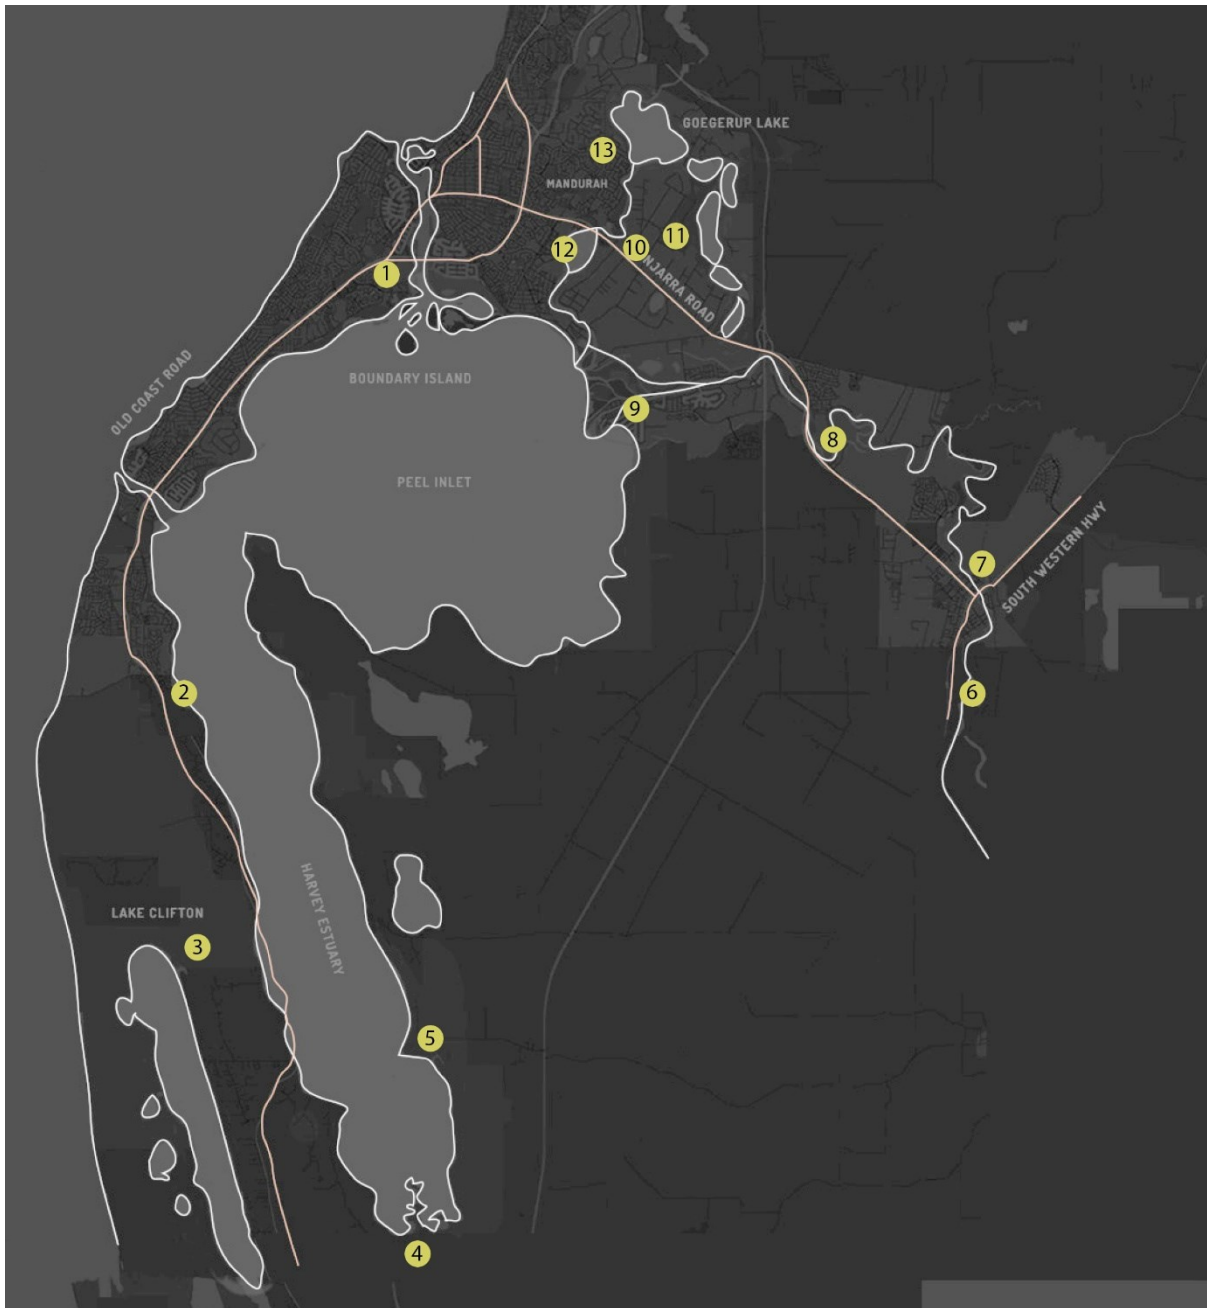 GOEGERUP LAKE
13
MANDURAH
11
10
12
NJARRA ROAD
1
OLD COAST ROAD
BOUNDARY ISLAND
9
8
PEEL INLET
7
SOUTH WESTERN HWY
2
6
HARVEY ESTUARY
LAKE CLIFTON
3
5
4